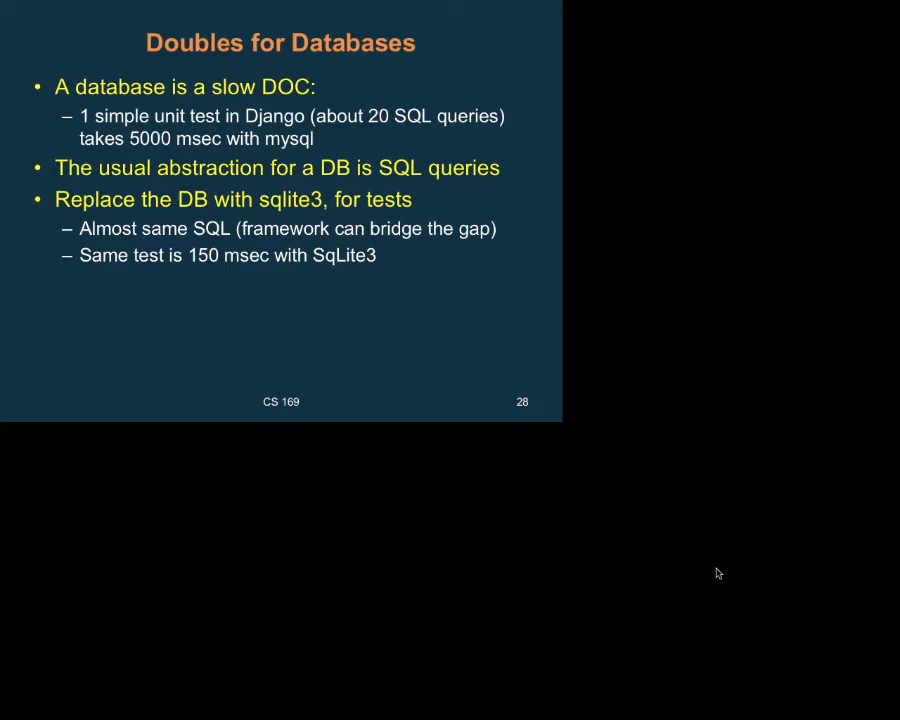 Doubles for Databases
• A database is a slow DOC:
– 1 simple unit test in Django (about 20 SQL queries)
takes 5000 msec with mysql
• The usual abstraction for a DB is SQL queries
• Replace the DB with sqlite3, for tests
– Almost same SQL (framework can bridge the gap)
– Same test is 150 msec with SqLite3
CS 169
28